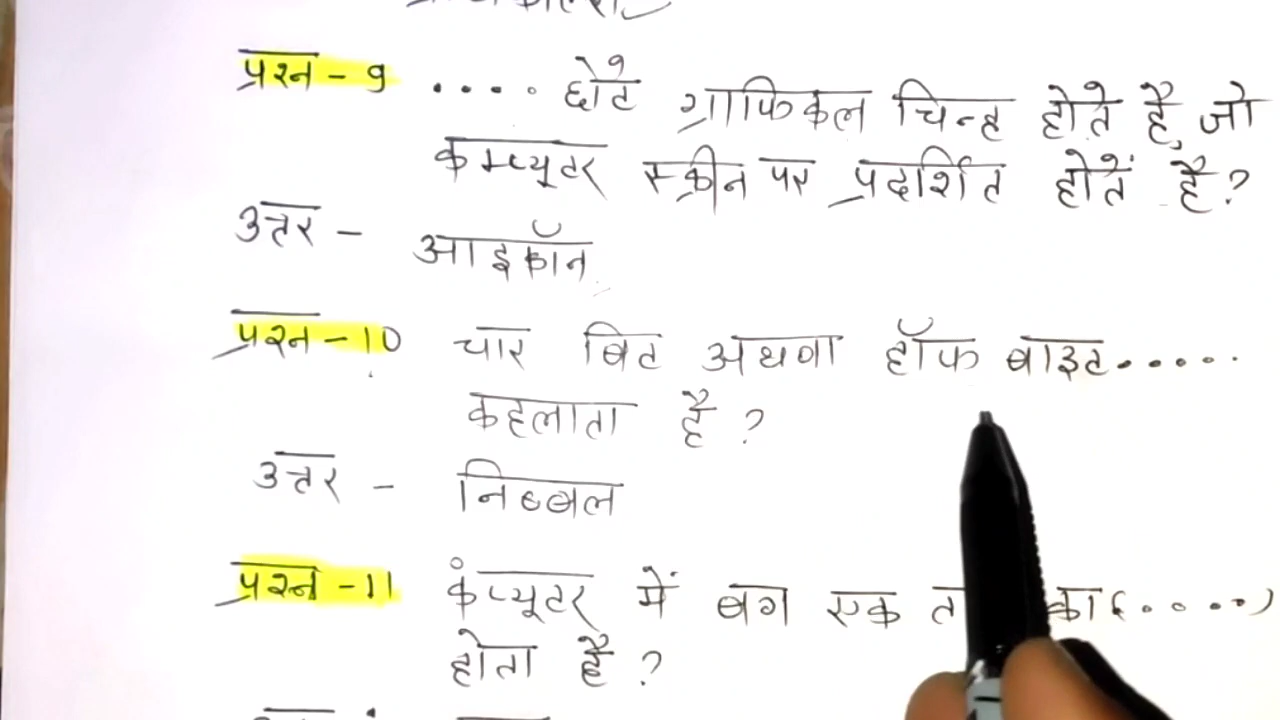 प्रश्न - 9 .... छोटे ग्राफिकल चिन्ह होते है, जो
कम्प्यूटर स्क्रीन पर प्रदर्शित होतें है?
उत्तर - आइकॉन
प्रश्न - 10 चार बिट अथवा हॉफ बाइट.....
कहलाता है ?
उत्तर - निब्बल
प्रश्न - 11 कंप्यूटर में बग एक का(....)
होता है ?